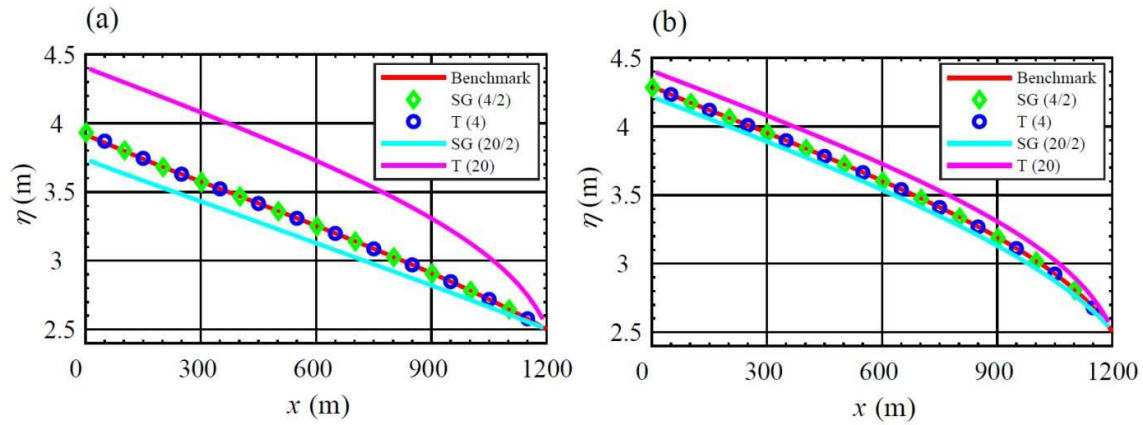 (a)
4.5
4
3.5
3
2.5
η (m)
0 300 600 900 1200
x (m)
Benchmark
SG (4/2)
T (4)
SG (20/2)
T (20)
(b)
4.5
4
3.5
3
2.5
η (m)
0 300 600 900 1200
x (m)
Benchmark
SG (4/2)
T (4)
SG (20/2)
T (20)